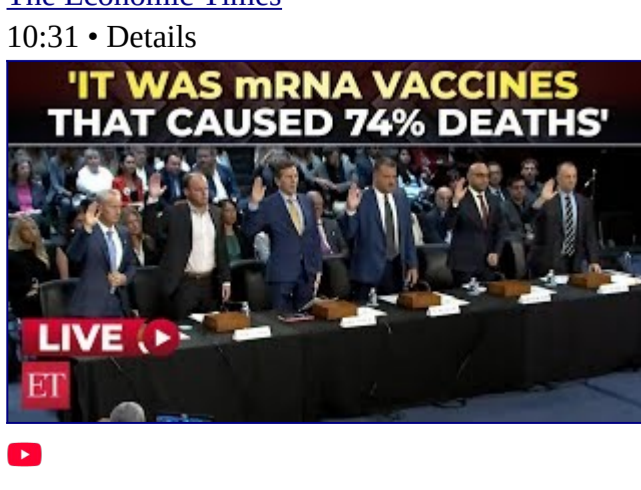 The Economic Times
10:31 • Details
'IT WAS mRNA VACCINES
THAT CAUSED 74% DEATHS'
LIVE
ET